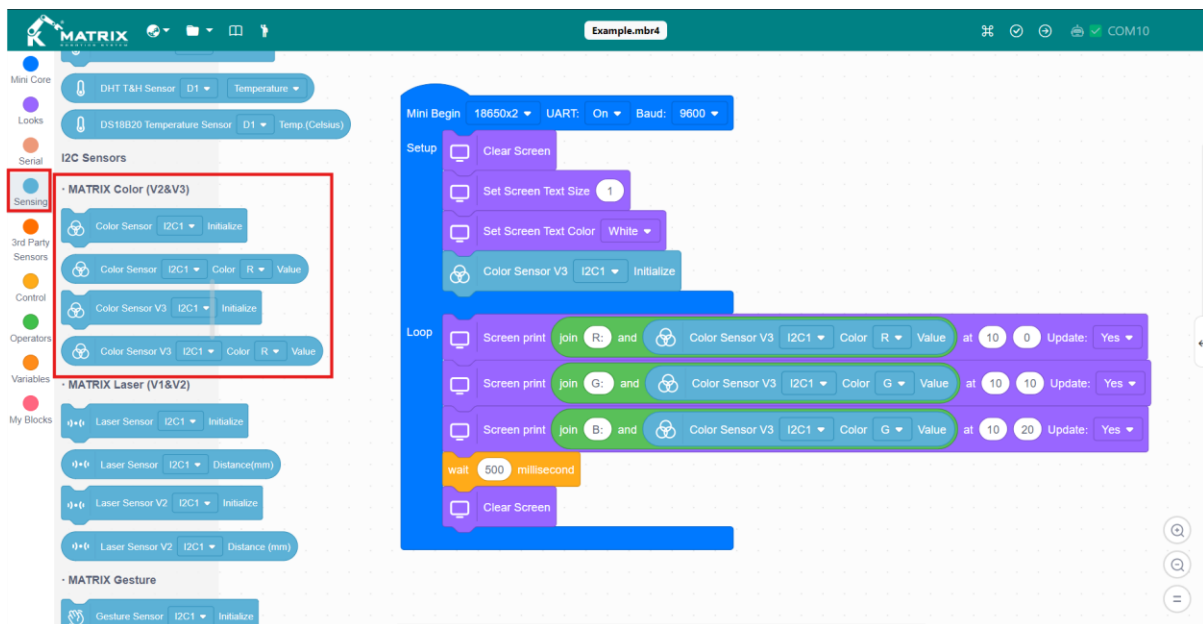 MATRIX
ROBOTICS SYSTEM
Example.mbr4
COM10
Mini Core
Looks
Serial
Sensing
3rd Party
Sensors
Control
Operators
Variables
My Blocks
DHT T&H Sensor D1 Temperature
DS18B20 Temperature Sensor D1 Temp.(Celsius)
I2C Sensors
· MATRIX Color (V2&V3)
Color Sensor I2C1 Initialize
Color Sensor I2C1 Color R Value
Color Sensor V3 I2C1 Initialize
Color Sensor V3 I2C1 Color R Value
· MATRIX Laser (V1&V2)
Laser Sensor I2C1 Initialize
Laser Sensor I2C1 Distance(mm)
Laser Sensor V2 I2C1 Initialize
Laser Sensor V2 I2C1 Distance (mm)
· MATRIX Gesture
Gesture Sensor I2C1 Initialize
Mini Begin 18650x2 UART: On Baud: 9600
Setup
Clear Screen
Set Screen Text Size 1
Set Screen Text Color White
Color Sensor V3 I2C1 Initialize
Loop
Screen print join R: and Color Sensor V3 I2C1 Color R Value at 10 0 Update: Yes
Screen print join G: and Color Sensor V3 I2C1 Color G Value at 10 10 Update: Yes
Screen print join B: and Color Sensor V3 I2C1 Color G Value at 10 20 Update: Yes
wait 500 millisecond
Clear Screen